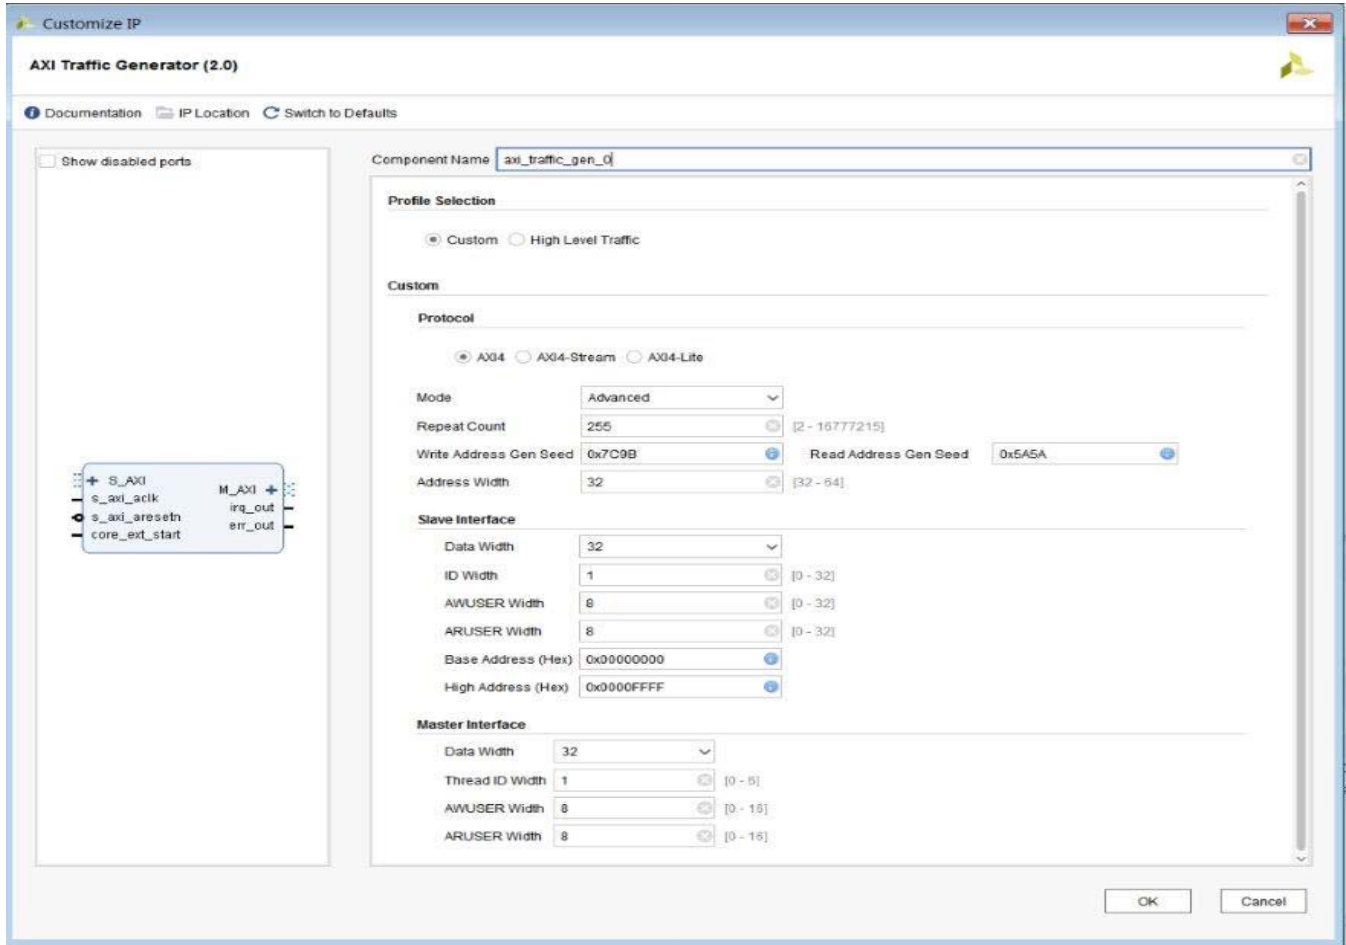 Customize IP
AXI Traffic Generator (2.0)
Documentation IP Location Switch to Defaults
Show disabled ports
S_AXI
s_axi_aclk
s_axi_aresetn
core_ext_start
M_AXI
irq_out
err_out
Component Name axi_traffic_gen_0
Profile Selection
Custom High Level Traffic
Custom
Protocol
AXI4 AXI4-Stream AXI4-Lite
Mode Advanced
Repeat Count 255 [2 - 16777215]
Write Address Gen Seed 0x7C9B Read Address Gen Seed 0x5A5A
Address Width 32 [32 - 64]
Slave Interface
Data Width 32
ID Width 1 [0 - 32]
AWUSER Width 8 [0 - 32]
ARUSER Width 8 [0 - 32]
Base Address (Hex) 0x00000000
High Address (Hex) 0x0000FFFF
Master Interface
Data Width 32
Thread ID Width 1 [0 - 6]
AWUSER Width 8 [0 - 16]
ARUSER Width 8 [0 - 16]
OK Cancel